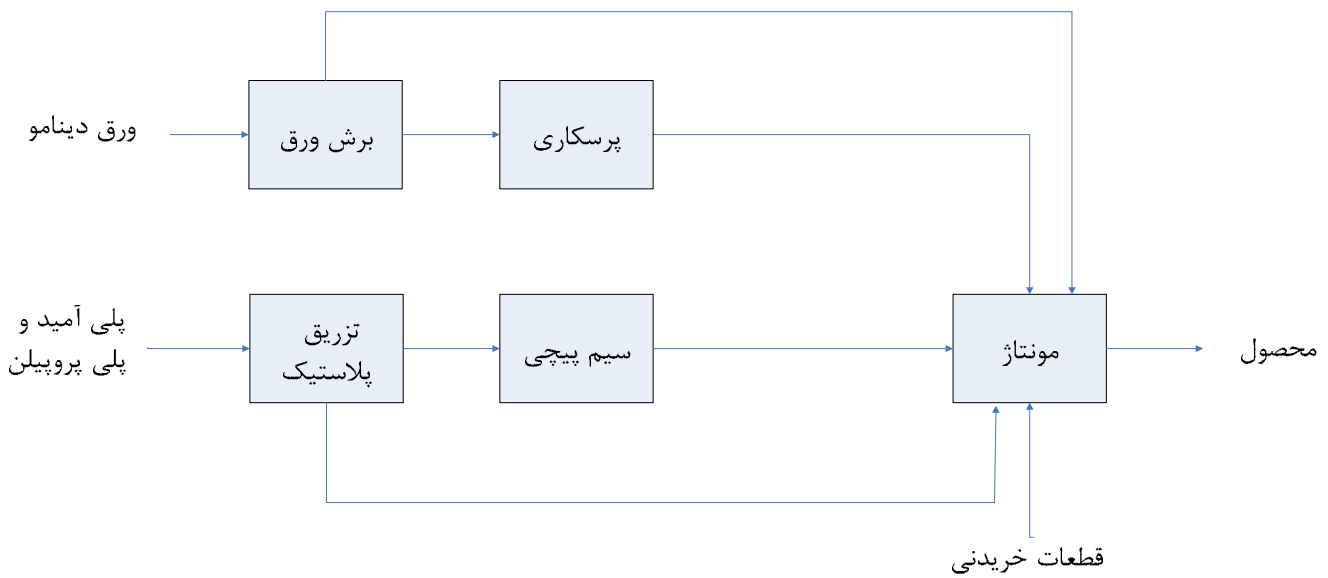 ورق دینامو
برش ورق
پرسکاری
پلی آمید و
پلی پروپیلن
تزریق
پلاستیک
سیم پیچی
مونتاژ
محصول
قطعات خریدنی